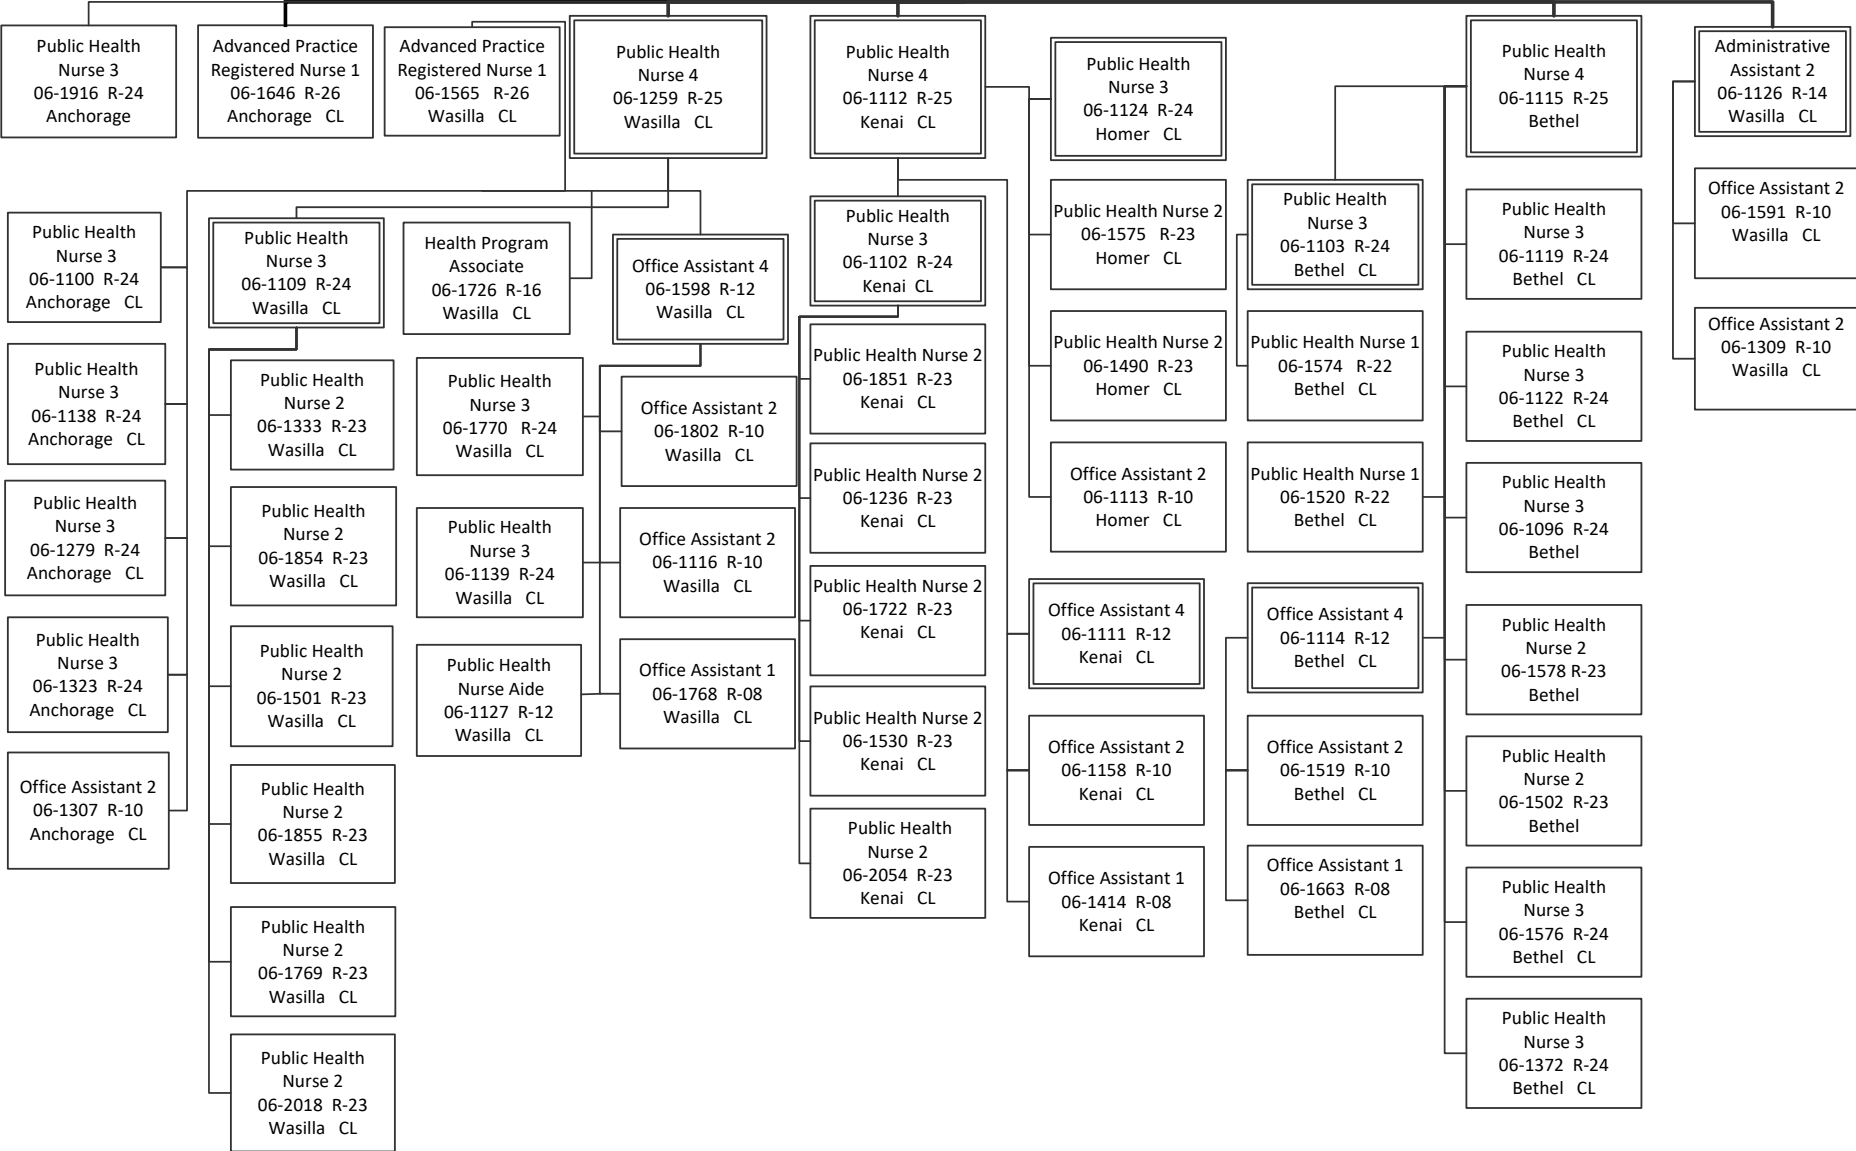 Public Health
Nurse 3
06-1916 R-24
Anchorage
Advanced Practice
Registered Nurse 1
06-1646 R-26
Anchorage CL
Advanced Practice
Registered Nurse 1
06-1565 R-26
Wasilla CL
Public Health
Nurse 4
06-1259 R-25
Wasilla CL
Public Health
Nurse 4
06-1112 R-25
Kenai CL
Public Health
Nurse 3
06-1124 R-24
Homer CL
Public Health
Nurse 4
06-1115 R-25
Bethel
Administrative
Assistant 2
06-1126 R-14
Wasilla CL
Public Health
Nurse 3
06-1100 R-24
Anchorage CL
Public Health
Nurse 3
06-1138 R-24
Anchorage CL
Public Health
Nurse 3
06-1279 R-24
Anchorage CL
Public Health
Nurse 3
06-1323 R-24
Anchorage CL
Office Assistant 2
06-1307 R-10
Anchorage CL
Public Health
Nurse 3
06-1109 R-24
Wasilla CL
Public Health
Nurse 2
06-1333 R-23
Wasilla CL
Public Health
Nurse 2
06-1854 R-23
Wasilla CL
Public Health
Nurse 2
06-1501 R-23
Wasilla CL
Public Health
Nurse 2
06-1855 R-23
Wasilla CL
Public Health
Nurse 2
06-1769 R-23
Wasilla CL
Public Health
Nurse 2
06-2018 R-23
Wasilla CL
Health Program
Associate
06-1726 R-16
Wasilla CL
Public Health
Nurse 3
06-1770 R-24
Wasilla CL
Public Health
Nurse 3
06-1139 R-24
Wasilla CL
Public Health
Nurse Aide
06-1127 R-12
Wasilla CL
Office Assistant 4
06-1598 R-12
Wasilla CL
Office Assistant 2
06-1802 R-10
Wasilla CL
Office Assistant 2
06-1116 R-10
Wasilla CL
Office Assistant 1
06-1768 R-08
Wasilla CL
Public Health
Nurse 3
06-1102 R-24
Kenai CL
Public Health Nurse 2
06-1851 R-23
Kenai CL
Public Health Nurse 2
06-1236 R-23
Kenai CL
Public Health Nurse 2
06-1722 R-23
Kenai CL
Public Health Nurse 2
06-1530 R-23
Kenai CL
Public Health
Nurse 2
06-2054 R-23
Kenai CL
Public Health Nurse 2
06-1575 R-23
Homer CL
Public Health Nurse 2
06-1490 R-23
Homer CL
Office Assistant 2
06-1113 R-10
Homer CL
Office Assistant 4
06-1111 R-12
Kenai CL
Office Assistant 2
06-1158 R-10
Kenai CL
Office Assistant 1
06-1414 R-08
Kenai CL
Public Health
Nurse 3
06-1103 R-24
Bethel CL
Public Health Nurse 1
06-1574 R-22
Bethel CL
Public Health Nurse 1
06-1520 R-22
Bethel CL
Office Assistant 4
06-1114 R-12
Bethel CL
Office Assistant 2
06-1519 R-10
Bethel CL
Office Assistant 1
06-1663 R-08
Bethel CL
Public Health
Nurse 3
06-1119 R-24
Bethel CL
Public Health
Nurse 3
06-1122 R-24
Bethel CL
Public Health
Nurse 3
06-1096 R-24
Bethel
Public Health
Nurse 2
06-1578 R-23
Bethel
Public Health
Nurse 2
06-1502 R-23
Bethel
Public Health
Nurse 3
06-1576 R-24
Bethel CL
Public Health
Nurse 3
06-1372 R-24
Bethel CL
Office Assistant 2
06-1591 R-10
Wasilla CL
Office Assistant 2
06-1309 R-10
Wasilla CL